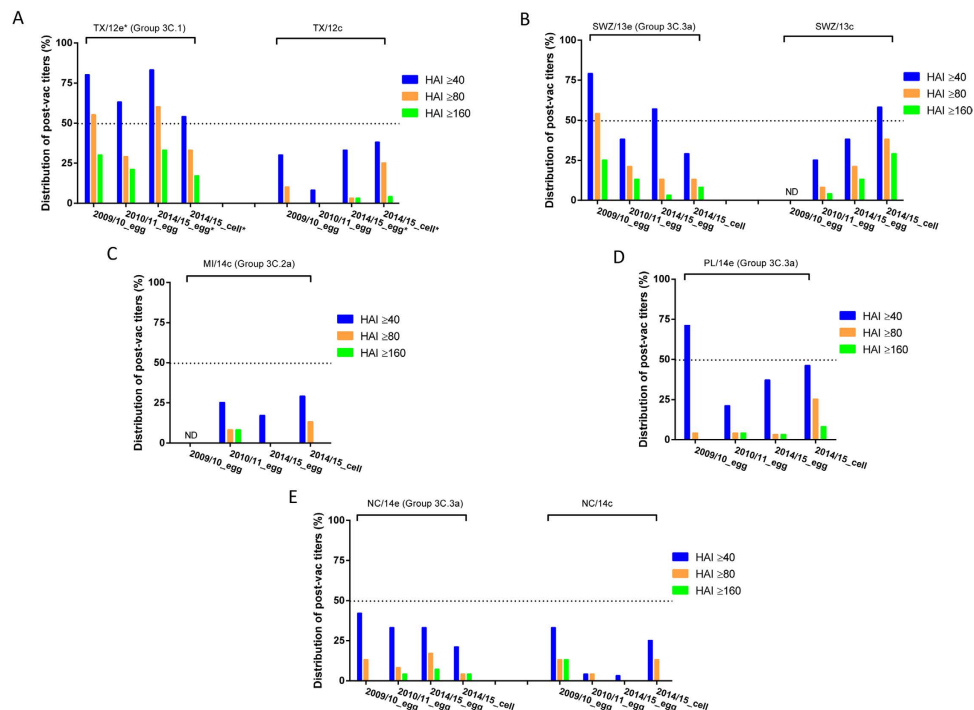 A
TX/12e* (Group 3C.1)
TX/12c
Distribution of post-vac titers (%)
100
75
50
25
0
HAI ≥40
HAI ≥80
HAI ≥160
2009/10_egg
2010/11_egg
2014/15_egg*
2014/15_cell*
2009/10_egg
2010/11_egg
2014/15_egg*
2014/15_cell*
B
SWZ/13e (Group 3C.3a)
SWZ/13c
Distribution of post-vac titers (%)
100
75
50
25
0
HAI ≥40
HAI ≥80
HAI ≥160
ND
2009/10_egg
2010/11_egg
2014/15_egg
2014/15_cell
2009/10_egg
2010/11_egg
2014/15_egg
2014/15_cell
C
MI/14c (Group 3C.2a)
Distribution of post-vac titers (%)
100
75
50
25
0
HAI ≥40
HAI ≥80
HAI ≥160
ND
2009/10_egg
2010/11_egg
2014/15_egg
2014/15_cell
D
PL/14e (Group 3C.3a)
Distribution of post-vac titers (%)
100
75
50
25
0
HAI ≥40
HAI ≥80
HAI ≥160
2009/10_egg
2010/11_egg
2014/15_egg
2014/15_cell
E
NC/14e (Group 3C.3a)
NC/14c
Distribution of post-vac titers (%)
100
75
50
25
0
HAI ≥40
HAI ≥80
HAI ≥160
2009/10_egg
2010/11_egg
2014/15_egg
2014/15_cell
2009/10_egg
2010/11_egg
2014/15_egg
2014/15_cell